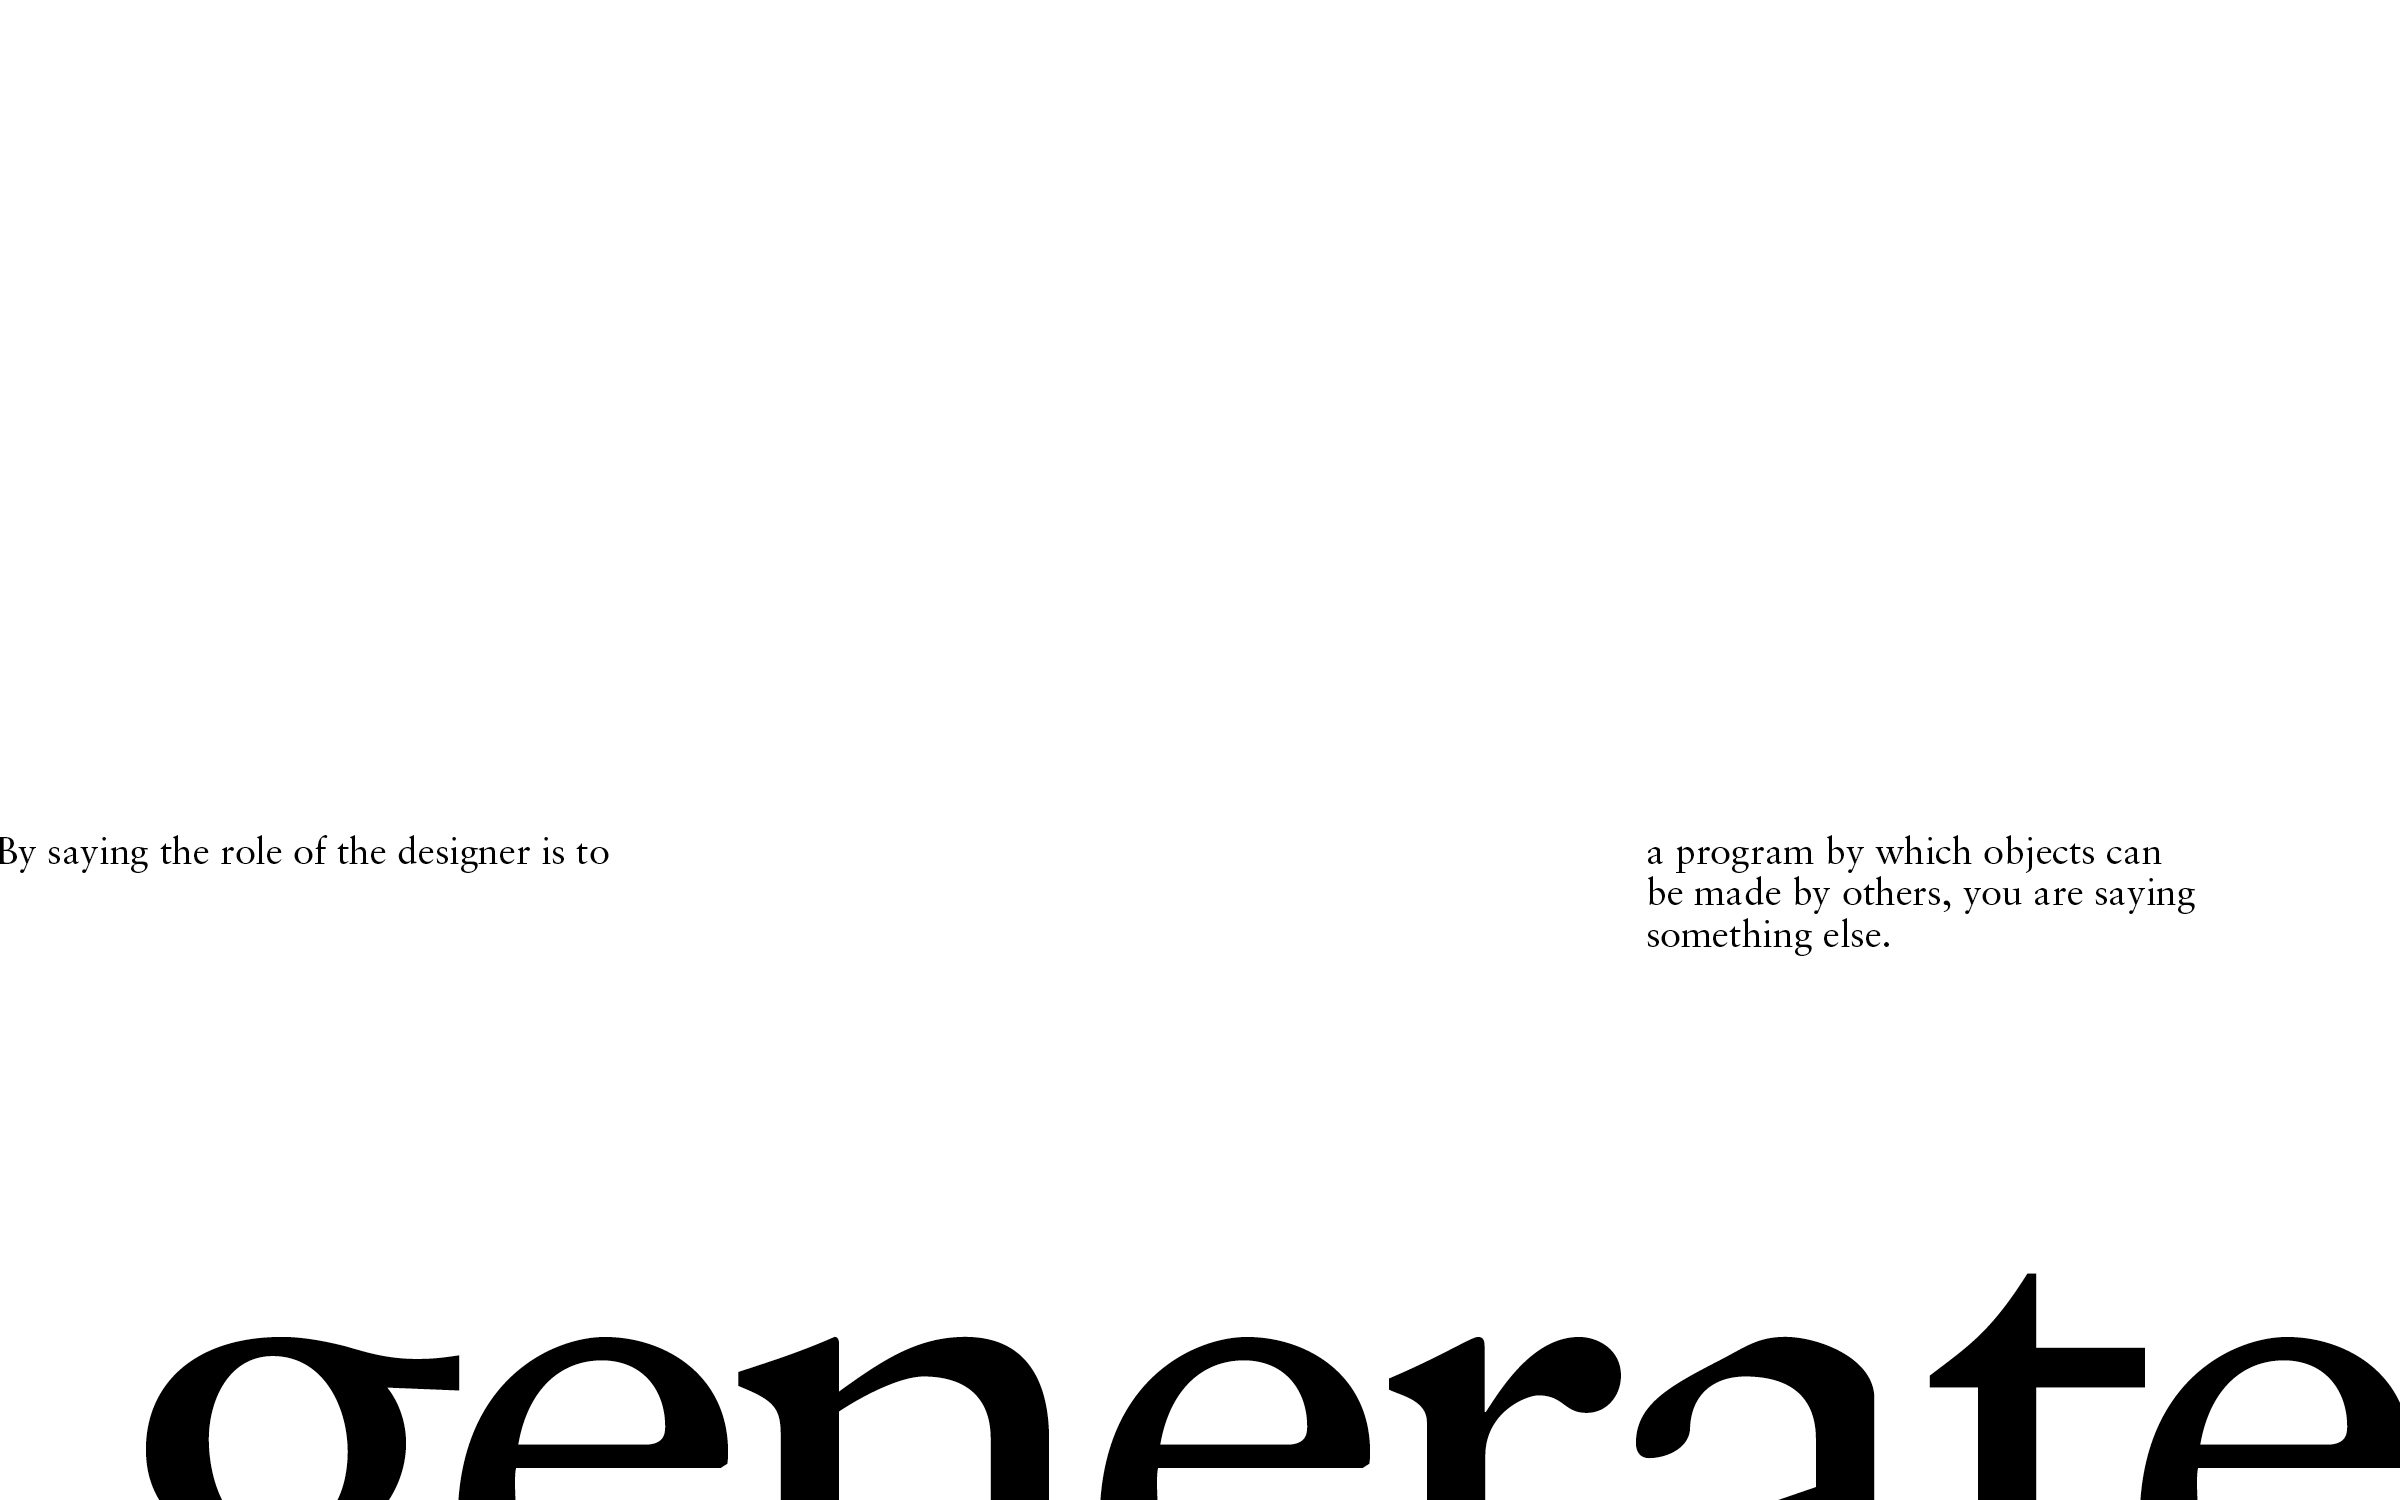 By saying the role of the designer is to
a program by which objects can
be made by others, you are saying
something else.
generate